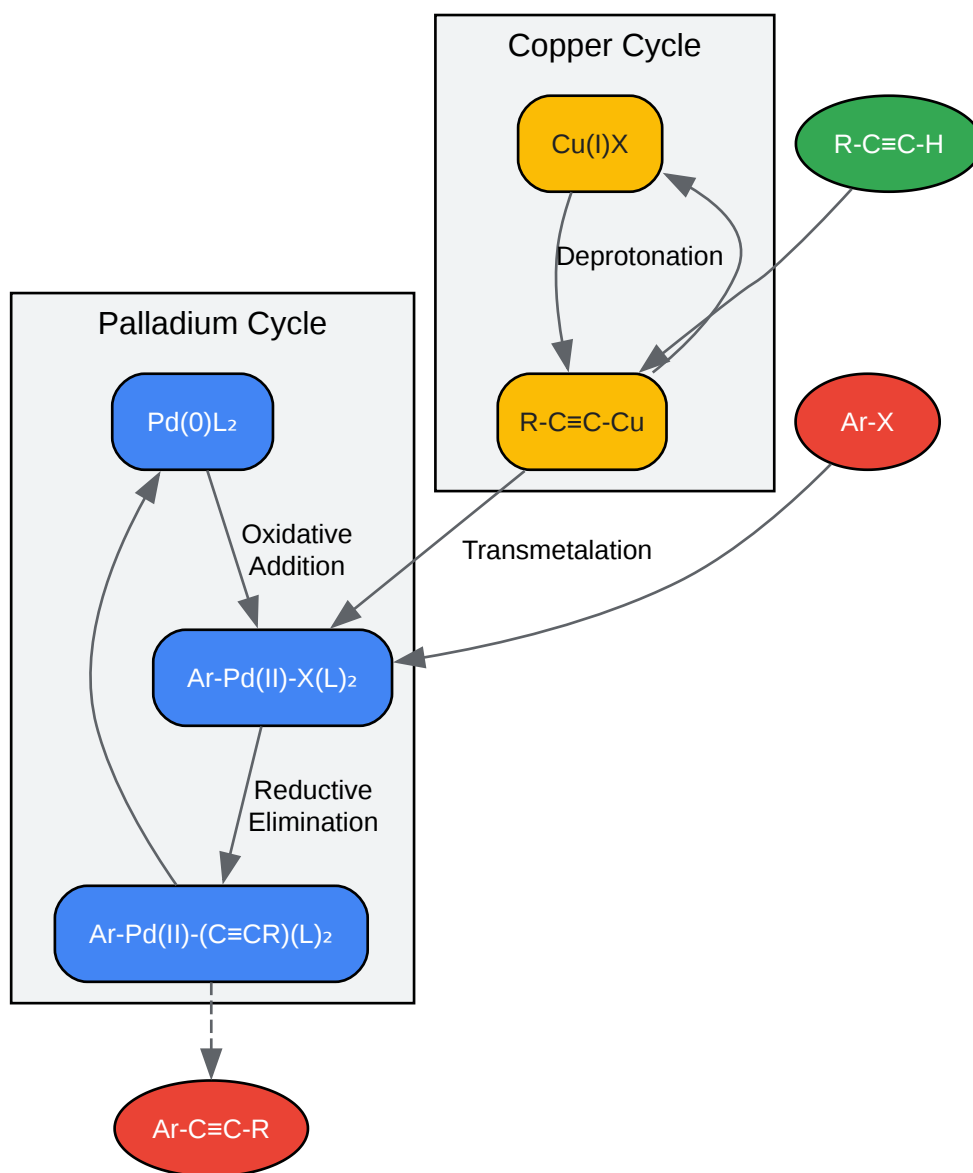 Copper Cycle
Cu(I)X
R-C≡C-H
Deprotonation
Palladium Cycle
Pd(0)L₂
R-C≡C-Cu
Ar-X
Oxidative
Addition
Transmetalation
Ar-Pd(II)-X(L)₂
Reductive
Elimination
Ar-Pd(II)-(C≡CR)(L)₂
Ar-C≡C-R